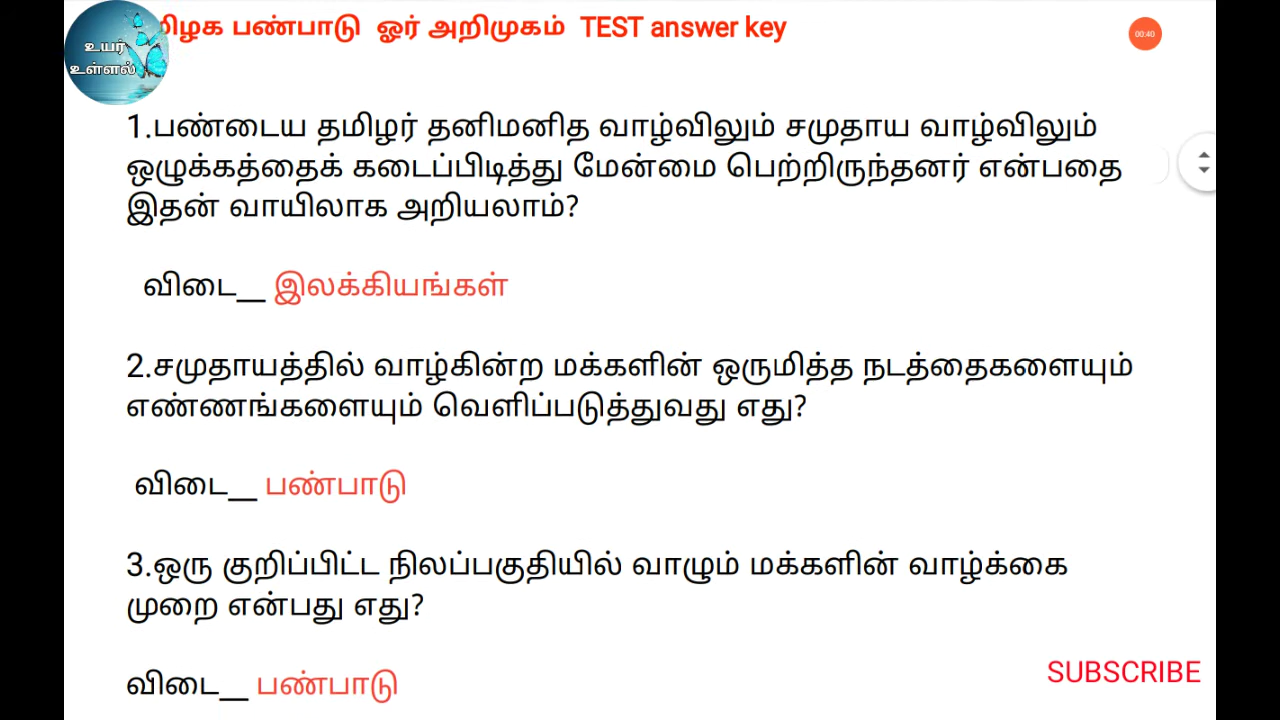 உயர்
உள்ளல்
மிழக பண்பாடு ஓர் அறிமுகம் TEST answer key
00:40
1.பண்டைய தமிழர் தனிமனித வாழ்விலும் சமுதாய வாழ்விலும்
ஒழுக்கத்தைக் கடைப்பிடித்து மேன்மை பெற்றிருந்தனர் என்பதை
இதன் வாயிலாக அறியலாம்?
விடை__ இலக்கியங்கள்
2.சமுதாயத்தில் வாழ்கின்ற மக்களின் ஒருமித்த நடத்தைகளையும்
எண்ணங்களையும் வெளிப்படுத்துவது எது?
விடை__ பண்பாடு
3.ஒரு குறிப்பிட்ட நிலப்பகுதியில் வாழும் மக்களின் வாழ்க்கை
முறை என்பது எது?
விடை__ பண்பாடு
SUBSCRIBE